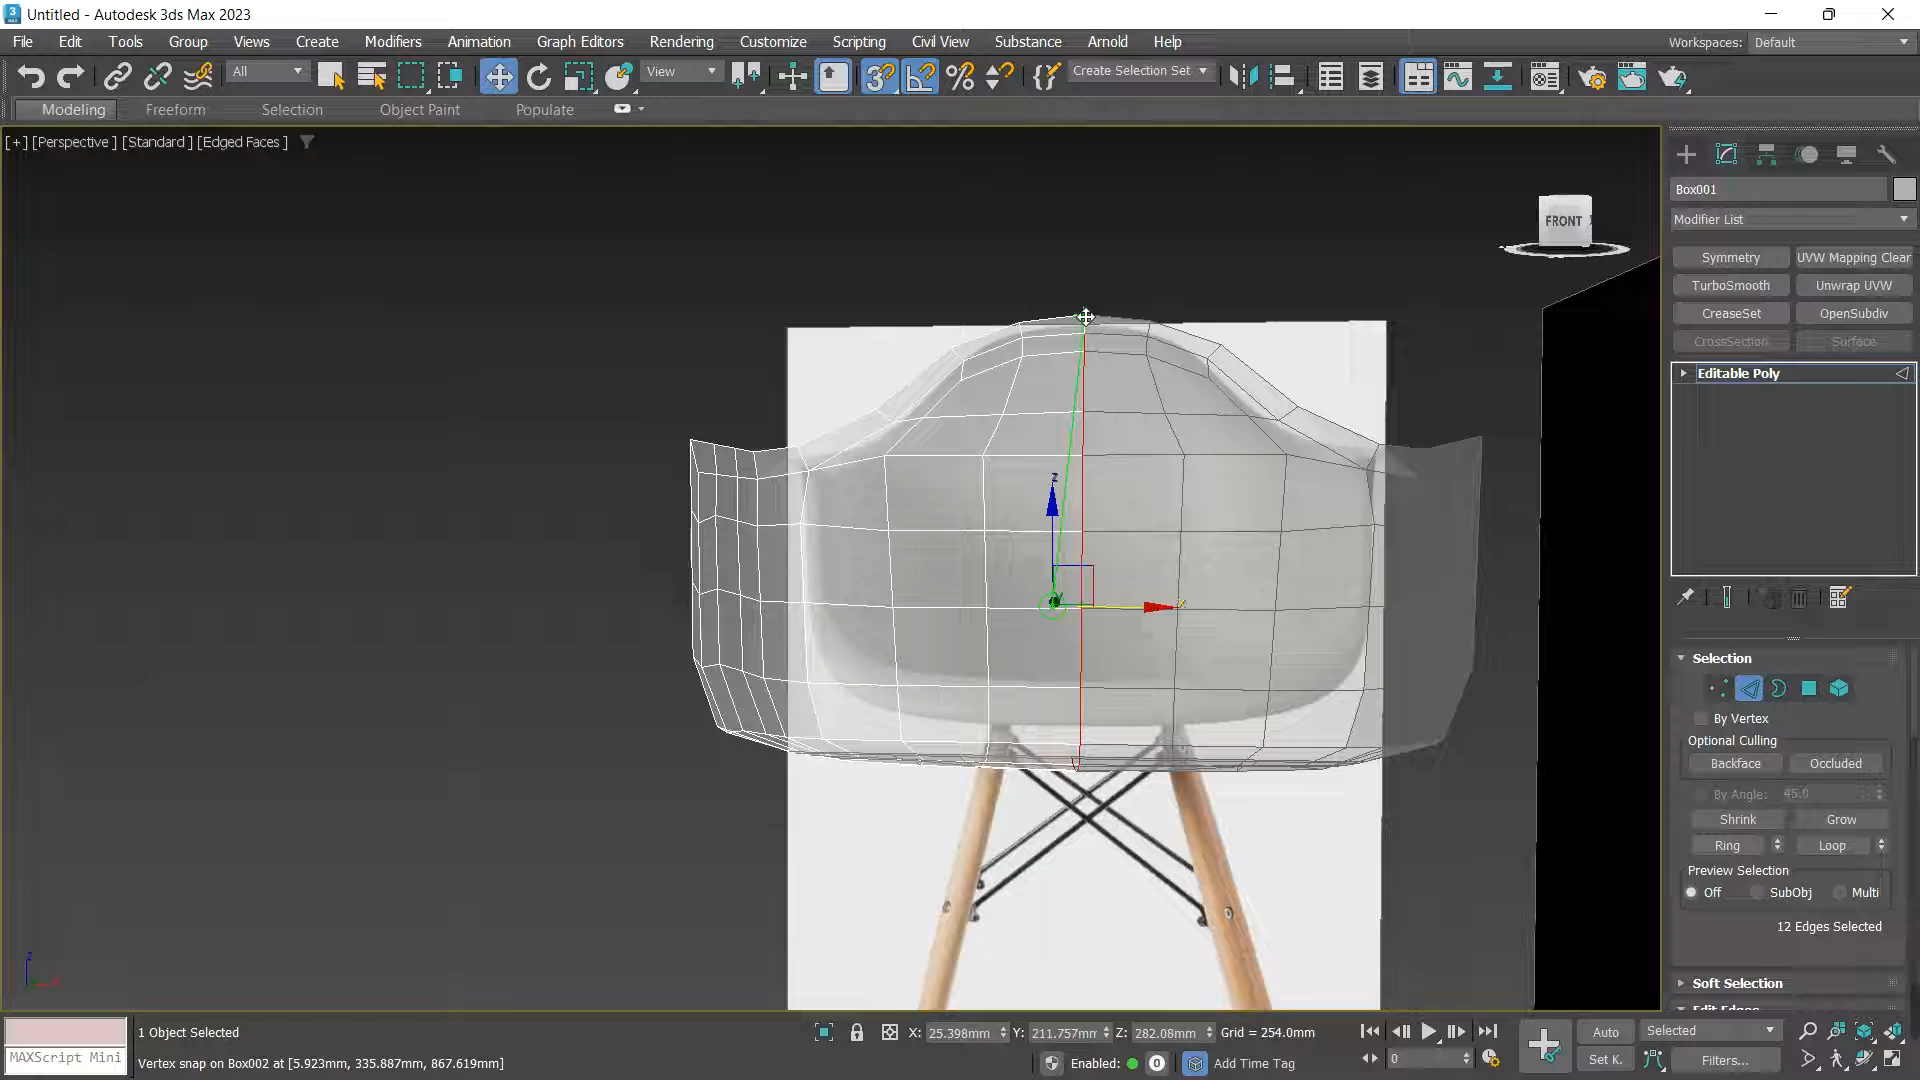 Untitled - Autodesk 3ds Max 2023
File Edit Tools Group Views Create Modifiers Animation Graph Editors Rendering Customize Scripting Civil View Substance Arnold Help
Workspaces: Default
All View Create Selection Set
Modeling Freeform Selection Object Paint Populate
[+] [Perspective ] [Standard ] [Edged Faces ]
FRONT
z
x
z
x
Box001
Modifier List
Symmetry UVW Mapping Clear
TurboSmooth Unwrap UVW
CreaseSet OpenSubdiv
CrossSection Surface
Editable Poly
Selection
By Vertex
Optional Culling
Backface Occluded
By Angle: 45.0
Shrink Grow
Ring Loop
Preview Selection
Off SubObj Multi
12 Edges Selected
Soft Selection
Edit Edges
MAXScript Mini
1 Object Selected
Vertex snap on Box002 at [5.923mm, 335.887mm, 867.619mm]
X: 25.398mm Y: 211.757mm Z: 282.08mm Grid = 254.0mm
Enabled: 0 Add Time Tag
0
Auto Selected
Set K. Filters...